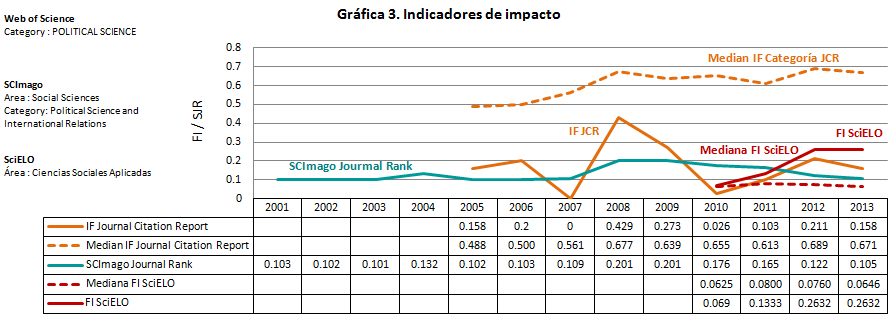 Gráfica 3. Indicadores de impacto
Web of Science
Category : POLITICAL SCIENCE
SCImago
Area : Social Sciences
Category: Political Science and
International Relations
SciELO
Área : Ciencias Sociales Aplicadas
FI / SJR
0.8
0.7
0.6
0.5
0.4
0.3
0.2
0.1
0
Median IF Categoría JCR
IF JCR
FI SciELO
Mediana FI SciELO
SCImago Jourmal Rank
2001 2002 2003 2004 2005 2006 2007 2008 2009 2010 2011 2012 2013
IF Journal Citation Report 0.158 0.2 0 0.429 0.273 0.026 0.103 0.211 0.158
Median IF Journal Citation Report 0.488 0.500 0.561 0.677 0.639 0.655 0.613 0.689 0.671
SCImago Journal Rank 0.103 0.102 0.101 0.132 0.102 0.103 0.109 0.201 0.201 0.176 0.165 0.122 0.105
Mediana FI SciELO 0.0625 0.0800 0.0760 0.0646
FI SciELO 0.069 0.1333 0.2632 0.2632